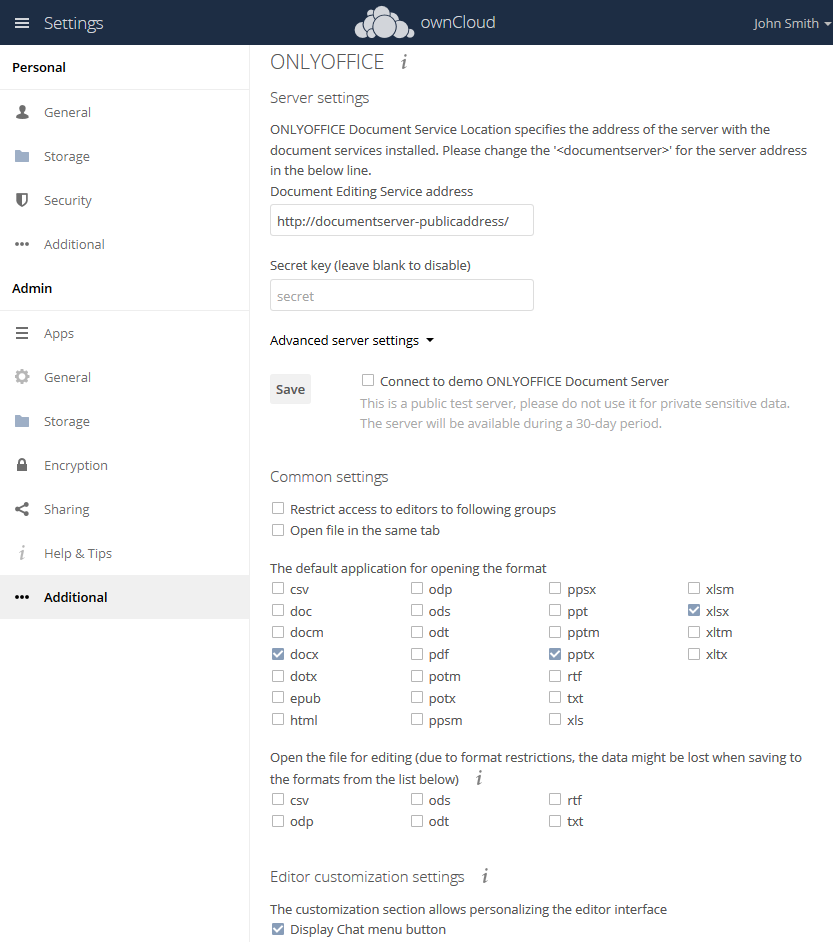 Settings
ownCloud
John Smith
Personal
General
Storage
Security
Additional
Admin
Apps
General
Storage
Encryption
Sharing
Help & Tips
Additional
ONLYOFFICE i
Server settings
ONLYOFFICE Document Service Location specifies the address of the server with the
document services installed. Please change the '<documentserver>' for the server address
in the below line.
Document Editing Service address
http://documentserver-publicaddress/
Secret key (leave blank to disable)
secret
Advanced server settings
Save
Connect to demo ONLYOFFICE Document Server
This is a public test server, please do not use it for private sensitive data.
The server will be available during a 30-day period.
Common settings
Restrict access to editors to following groups
Open file in the same tab
The default application for opening the format
csv odp ppsx xlsm
doc ods ppt xlsx
docm odt pptm xltm
docx pdf pptx xltx
dotx potm rtf
epub potx txt
html ppsm xls
Open the file for editing (due to format restrictions, the data might be lost when saving to
the formats from the list below) i
csv ods rtf
odp odt txt
Editor customization settings i
The customization section allows personalizing the editor interface
Display Chat menu button